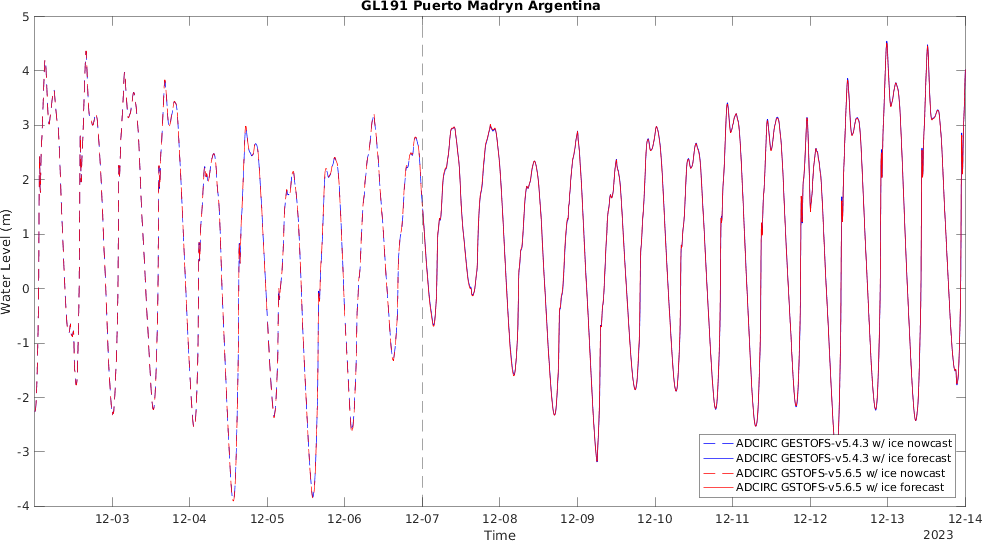 GL191 Puerto Madryn Argentina
5
4
3
2
1
0
-1
-2
-3
-4
Water Level (m)
ADCIRC GESTOFS-v5.4.3 w/ ice nowcast
ADCIRC GESTOFS-v5.4.3 w/ ice forecast
ADCIRC GSTOFS-v5.6.5 w/ ice nowcast
ADCIRC GSTOFS-v5.6.5 w/ ice forecast
12-03 12-04 12-05 12-06 12-07 12-08 12-09 12-10 12-11 12-12 12-13 12-14
Time
2023